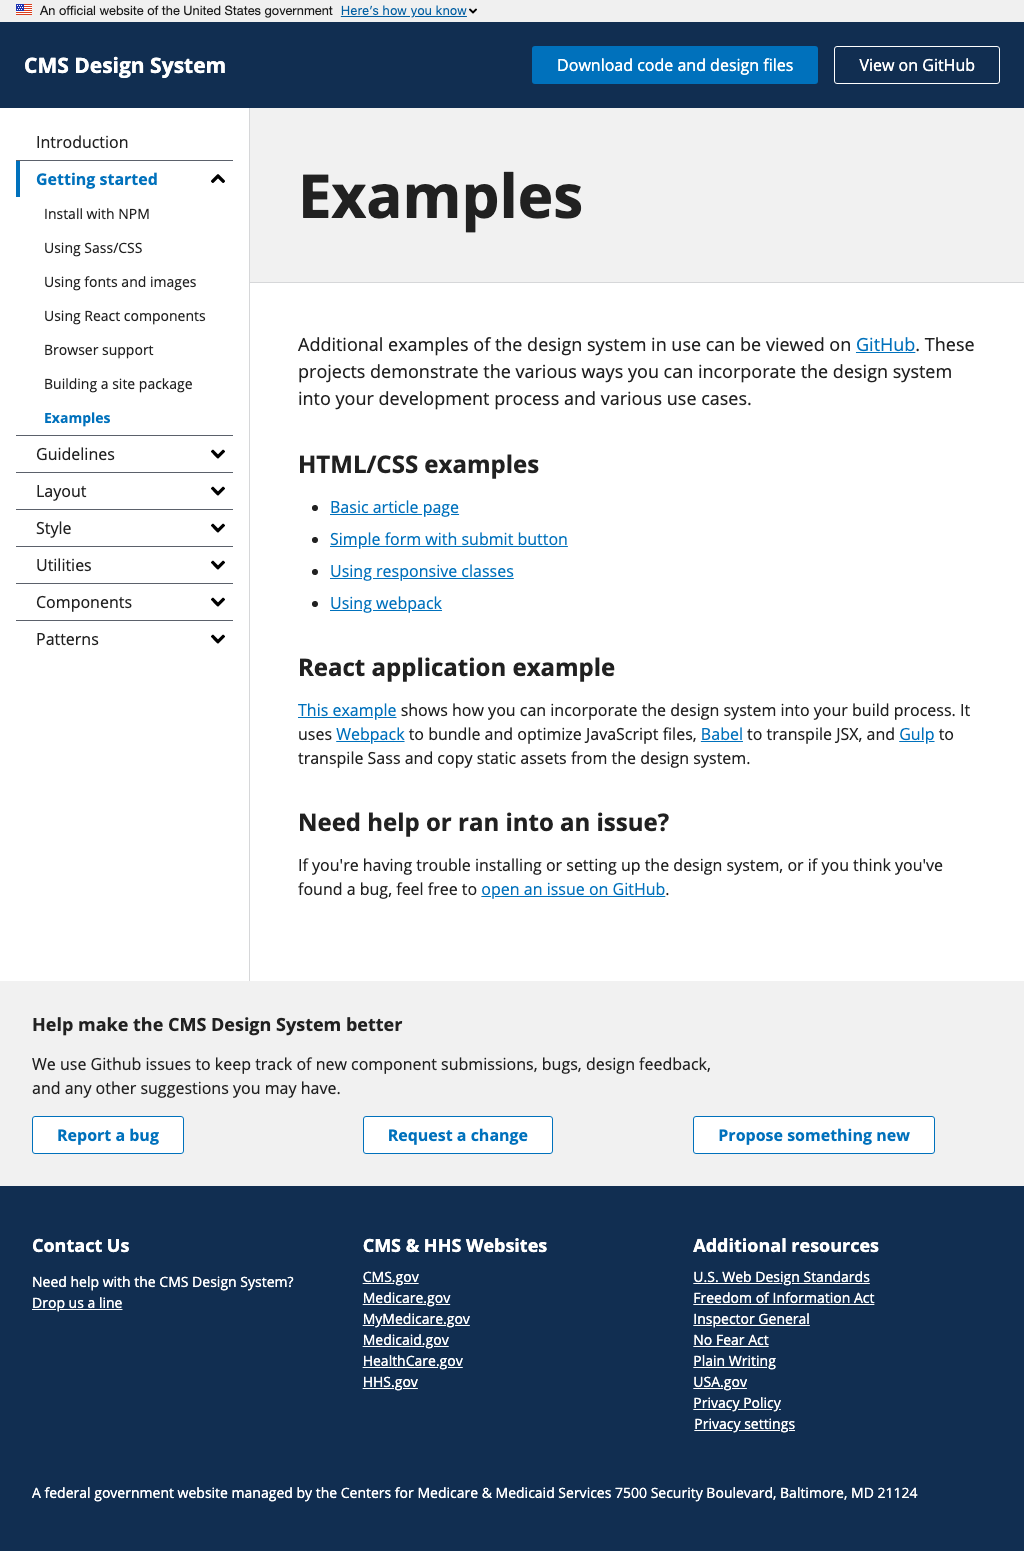 An official website of the United States government Here's how you know
CMS Design System
Download code and design files
View on GitHub
Introduction
Getting started
Install with NPM
Using Sass/CSS
Using fonts and images
Using React components
Browser support
Building a site package
Examples
Guidelines
Layout
Style
Utilities
Components
Patterns
Examples
Additional examples of the design system in use can be viewed on GitHub. These
projects demonstrate the various ways you can incorporate the design system
into your development process and various use cases.
HTML/CSS examples
Basic article page
Simple form with submit button
Using responsive classes
Using webpack
React application example
This example shows how you can incorporate the design system into your build process. It
uses Webpack to bundle and optimize JavaScript files, Babel to transpile JSX, and Gulp to
transpile Sass and copy static assets from the design system.
Need help or ran into an issue?
If you're having trouble installing or setting up the design system, or if you think you've
found a bug, feel free to open an issue on GitHub.
Help make the CMS Design System better
We use Github issues to keep track of new component submissions, bugs, design feedback,
and any other suggestions you may have.
Report a bug
Request a change
Propose something new
Contact Us
Need help with the CMS Design System?
Drop us a line
CMS & HHS Websites
CMS.gov
Medicare.gov
MyMedicare.gov
Medicaid.gov
HealthCare.gov
HHS.gov
Additional resources
U.S. Web Design Standards
Freedom of Information Act
Inspector General
No Fear Act
Plain Writing
USA.gov
Privacy Policy
Privacy settings
A federal government website managed by the Centers for Medicare & Medicaid Services 7500 Security Boulevard, Baltimore, MD 21124